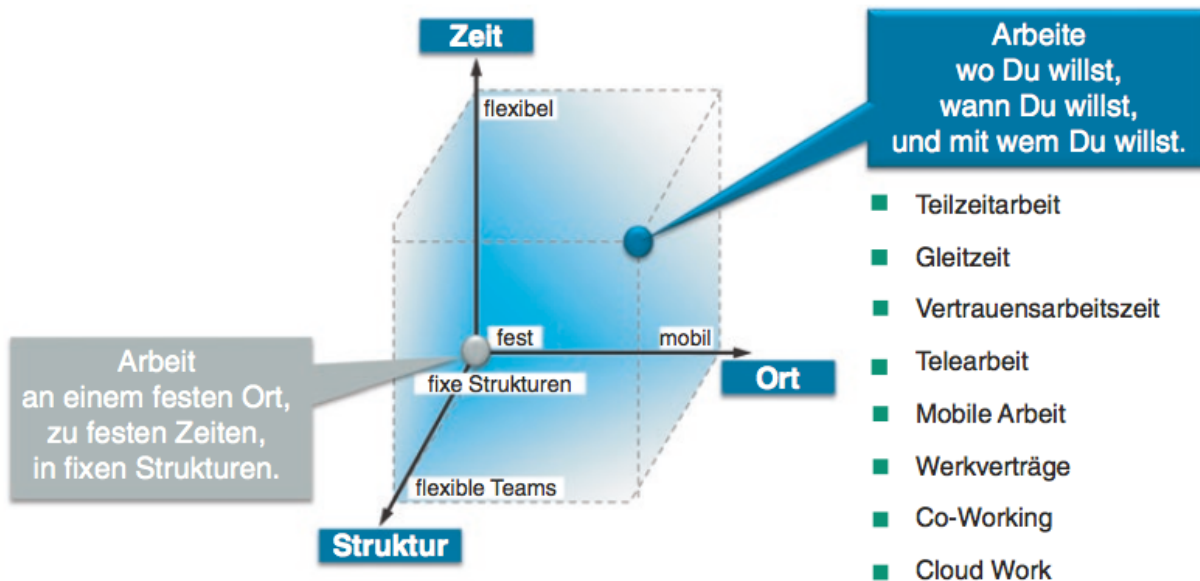 Zeit
flexibel
fest
mobil
Ort
fixe Strukturen
flexible Teams
Struktur
Arbeit
an einem festen Ort,
zu festen Zeiten,
in fixen Strukturen.
Arbeite
wo Du willst,
wann Du willst,
und mit wem Du willst.
Teilzeitarbeit
Gleitzeit
Vertrauensarbeitszeit
Telearbeit
Mobile Arbeit
Werkverträge
Co-Working
Cloud Work